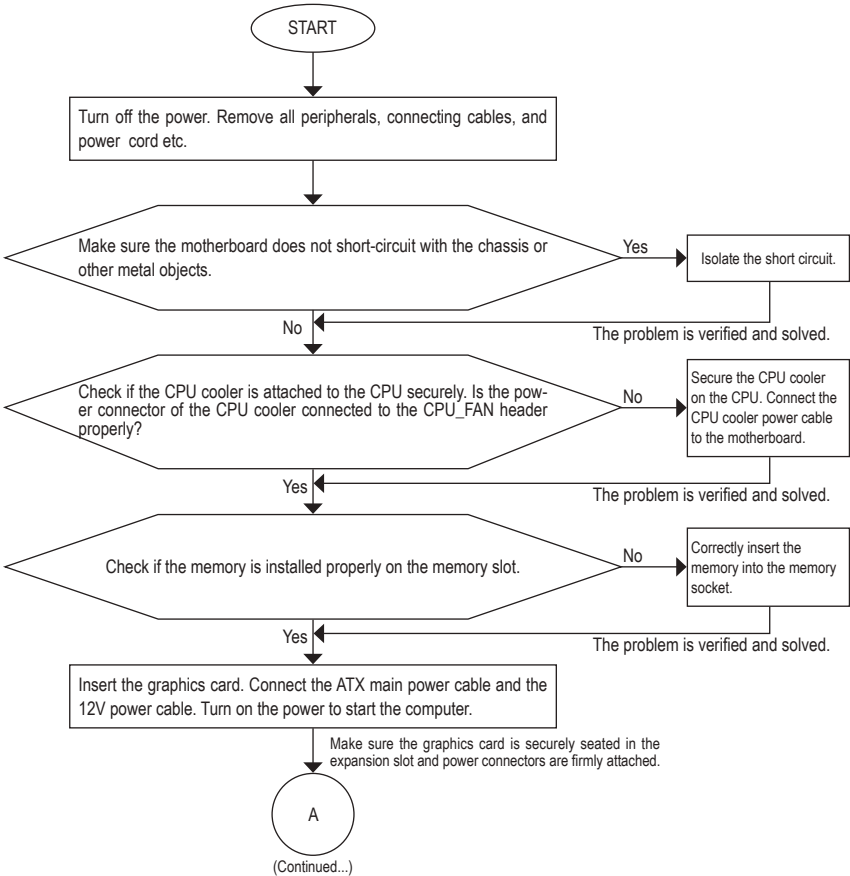 START
Turn off the power. Remove all peripherals, connecting cables, and
power cord etc.
Make sure the motherboard does not short-circuit with the chassis or
other metal objects.
Yes
Isolate the short circuit.
No
The problem is verified and solved.
Check if the CPU cooler is attached to the CPU securely. Is the pow-
er connector of the CPU cooler connected to the CPU_FAN header
properly?
No
Secure the CPU cooler
on the CPU. Connect the
CPU cooler power cable
to the motherboard.
Yes
The problem is verified and solved.
Check if the memory is installed properly on the memory slot.
No
Correctly insert the
memory into the memory
socket.
Yes
The problem is verified and solved.
Insert the graphics card. Connect the ATX main power cable and the
12V power cable. Turn on the power to start the computer.
Make sure the graphics card is securely seated in the
expansion slot and power connectors are firmly attached.
A
(Continued...)